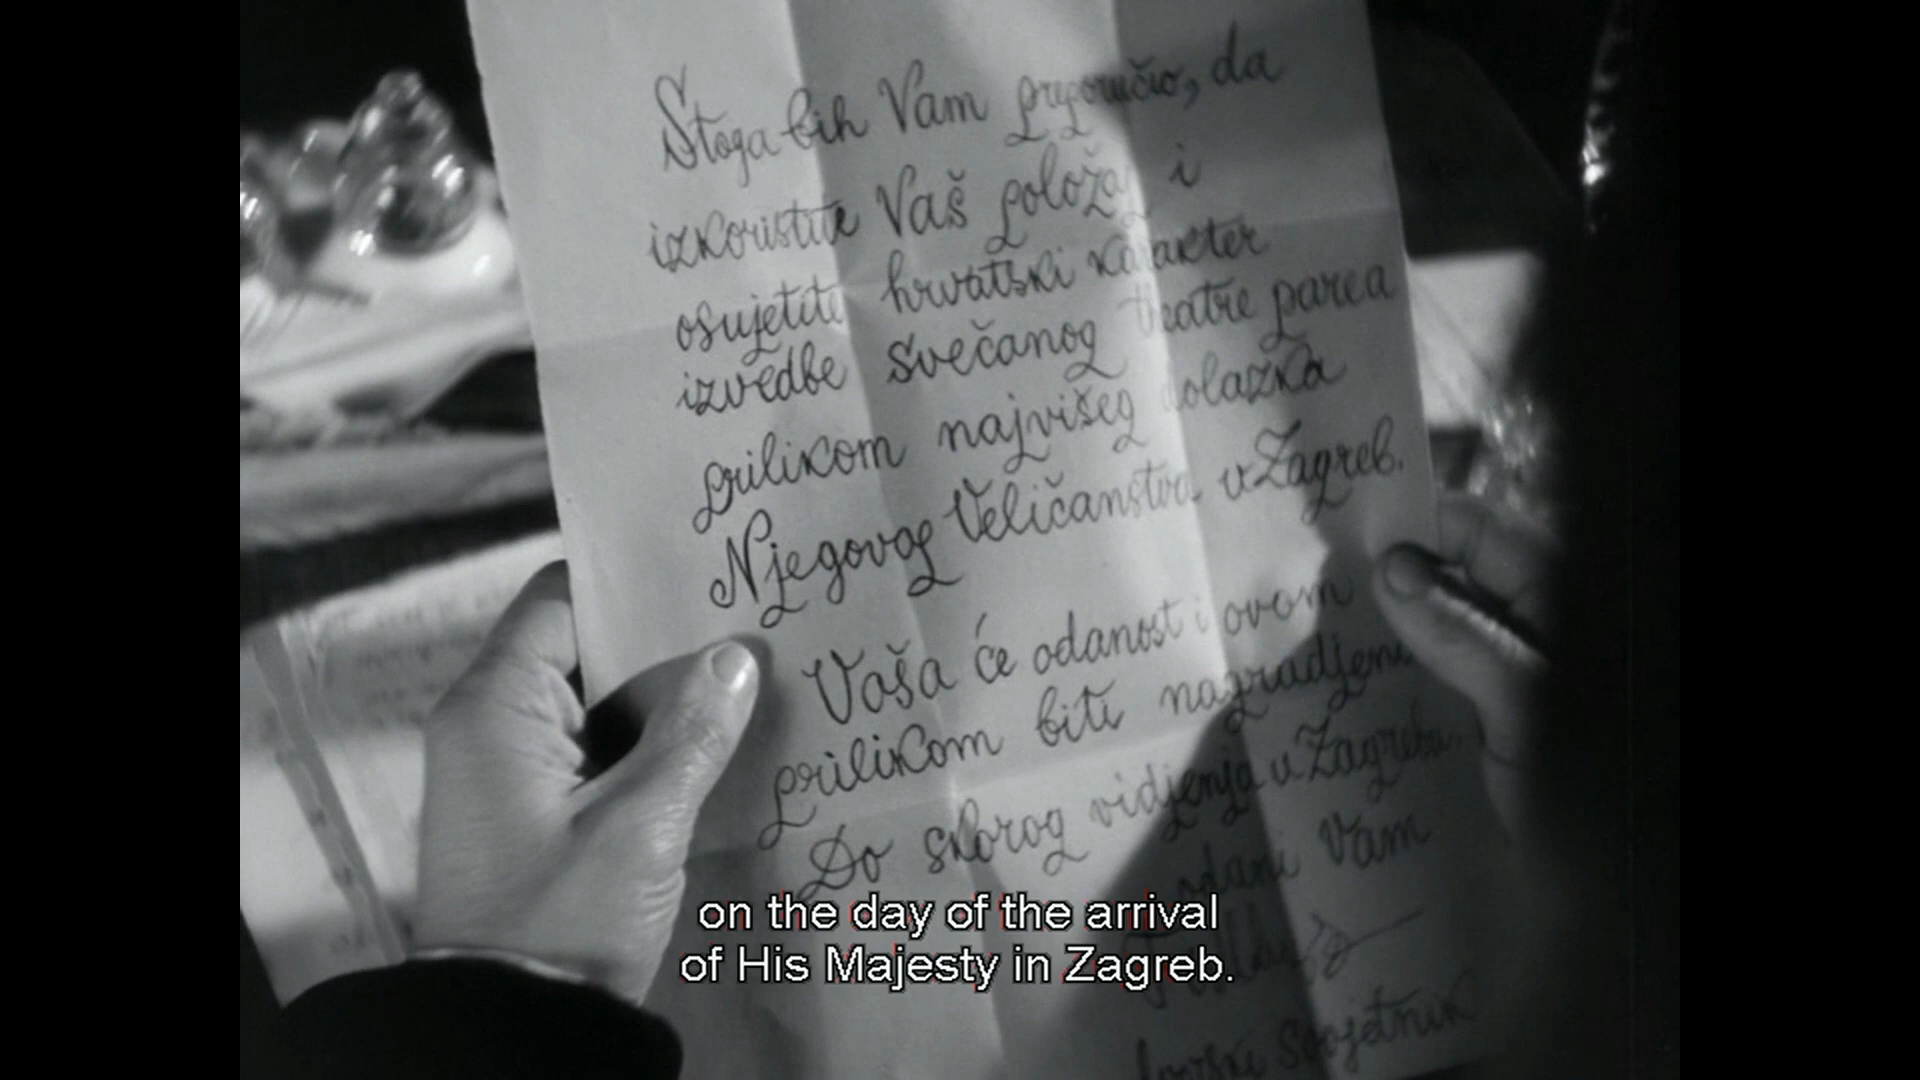 Stoga bih Vam preporučio, da
izkoristite Vaš položaj i
osujetite hrvatski karakter
izvedbe svečanog theatre parea
prilikom najvišeg dolazka
Njegovog Veličanstva u Zagreb.
Vaša će odanost i ovom
prilikom biti nagradjena
Do skorog vidjenja u Zagrebu,
odani Vam
on the day of the arrival
of His Majesty in Zagreb.
savjetnik